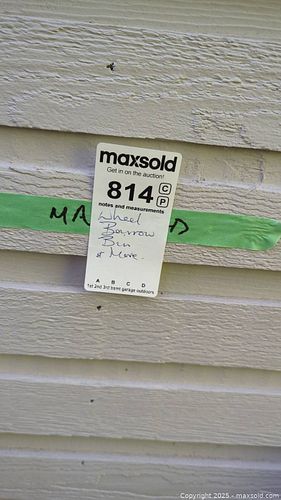 maxsold
Get in on the auction!
814 C
P
notes and measurements
MA D
Wheel
Barrow
Bin
& More.
A B C D
1st 2nd 3rd bsmt garage outdoors
Copyright 2025 - maxsold.com